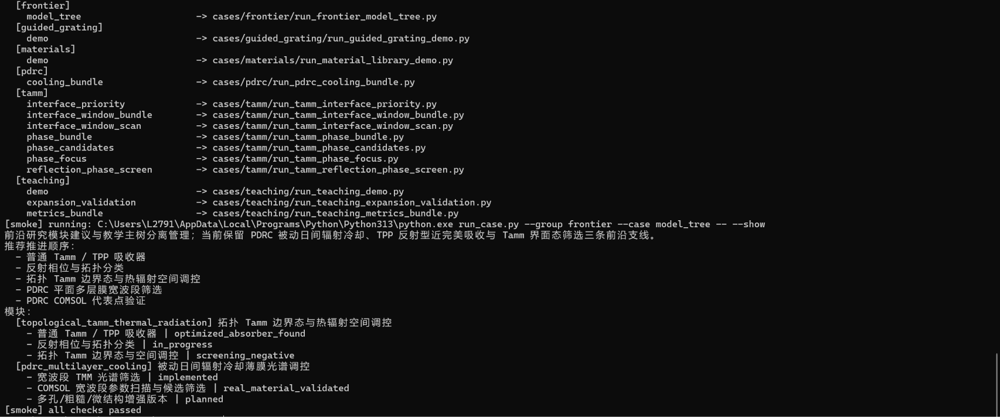 [frontier]
model_tree -> cases/frontier/run_frontier_model_tree.py
[guided_grating]
demo -> cases/guided_grating/run_guided_grating_demo.py
[materials]
demo -> cases/materials/run_material_library_demo.py
[pdrc]
cooling_bundle -> cases/pdrc/run_pdrc_cooling_bundle.py
[tamm]
interface_priority -> cases/tamm/run_tamm_interface_priority.py
interface_window_bundle -> cases/tamm/run_tamm_interface_window_bundle.py
interface_window_scan -> cases/tamm/run_tamm_interface_window_scan.py
phase_bundle -> cases/tamm/run_tamm_phase_bundle.py
phase_candidates -> cases/tamm/run_tamm_phase_candidates.py
phase_focus -> cases/tamm/run_tamm_phase_focus.py
reflection_phase_screen -> cases/tamm/run_tamm_reflection_phase_screen.py
[teaching]
demo -> cases/teaching/run_teaching_demo.py
expansion_validation -> cases/teaching/run_teaching_expansion_validation.py
metrics_bundle -> cases/teaching/run_teaching_metrics_bundle.py
[smoke] running: C:\Users\L2791\AppData\Local\Programs\Python\Python313\python.exe run_case.py --group frontier --case model_tree -- --show
前沿研究模块建议与教学主树分离管理；当前保留 PDRC 被动日间辐射冷却、TPP 反射型近完美吸收与 Tamm 界面态筛选三条前沿支线。
推荐推进顺序：
- 普通 Tamm / TPP 吸收器
- 反射相位与拓扑分类
- 拓扑 Tamm 边界态与热辐射空间调控
- PDRC 平面多层膜宽波段筛选
- PDRC COMSOL 代表点验证
模块：
[topological_tamm_thermal_radiation] 拓扑 Tamm 边界态与热辐射空间调控
- 普通 Tamm / TPP 吸收器 | optimized_absorber_found
- 反射相位与拓扑分类 | in_progress
- 拓扑 Tamm 边界态与空间调控 | screening_negative
[pdrc_multilayer_cooling] 被动日间辐射冷却薄膜光谱调控
- 宽波段 TMM 光谱筛选 | implemented
- COMSOL 宽波段参数扫描与候选筛选 | real_material_validated
- 多孔/粗糙/微结构增强版本 | planned
[smoke] all checks passed